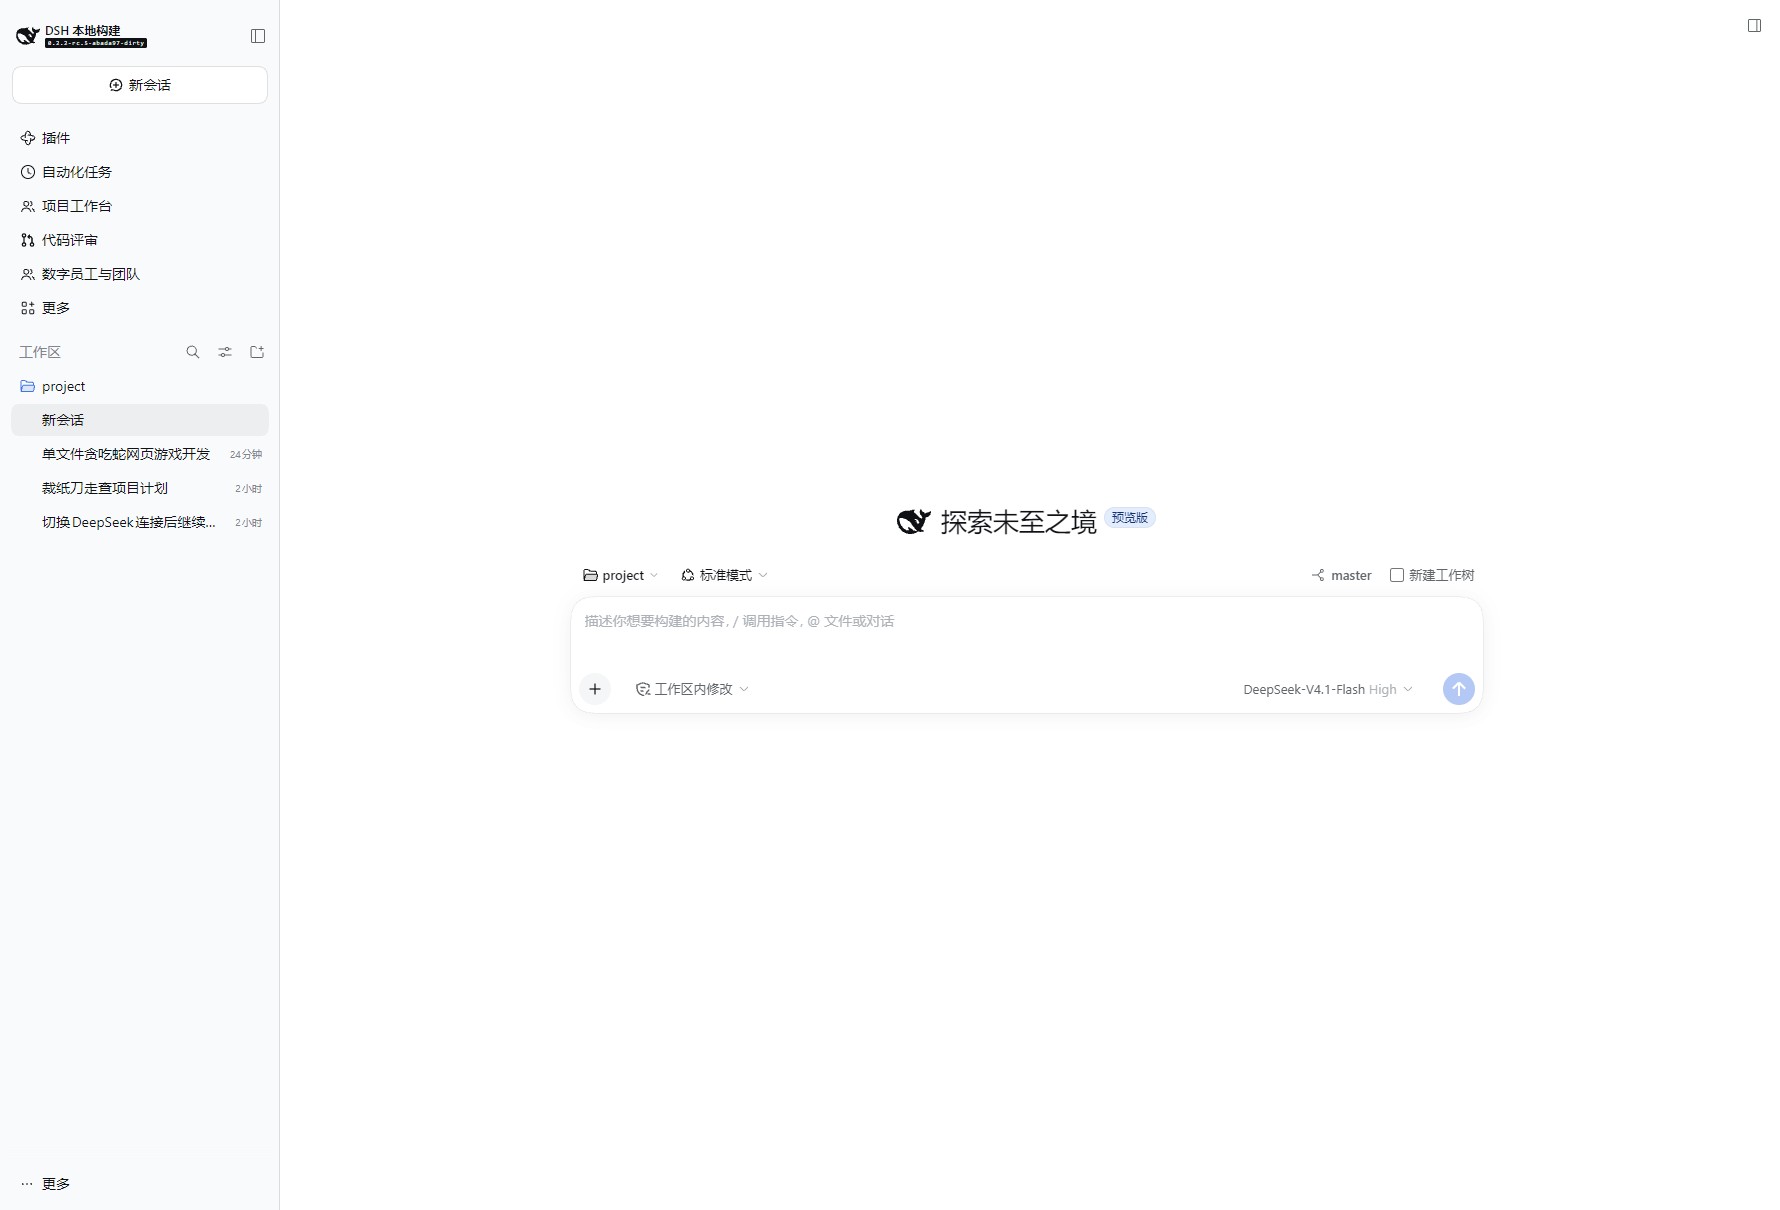 DSH 本地构建
0.3.2-rc.5-abada97-dirty
新会话
插件
自动化任务
项目工作台
代码评审
数字员工与团队
更多
工作区
project
新会话
单文件贪吃蛇网页游戏开发 24分钟
裁纸刀走查项目计划 2小时
切换DeepSeek连接后继续... 2小时
更多
探索未至之境 预览版
project 标准模式 master 新建工作树
描述你想要构建的内容, / 调用指令, @ 文件或对话
工作区内修改 DeepSeek-V4.1-Flash High